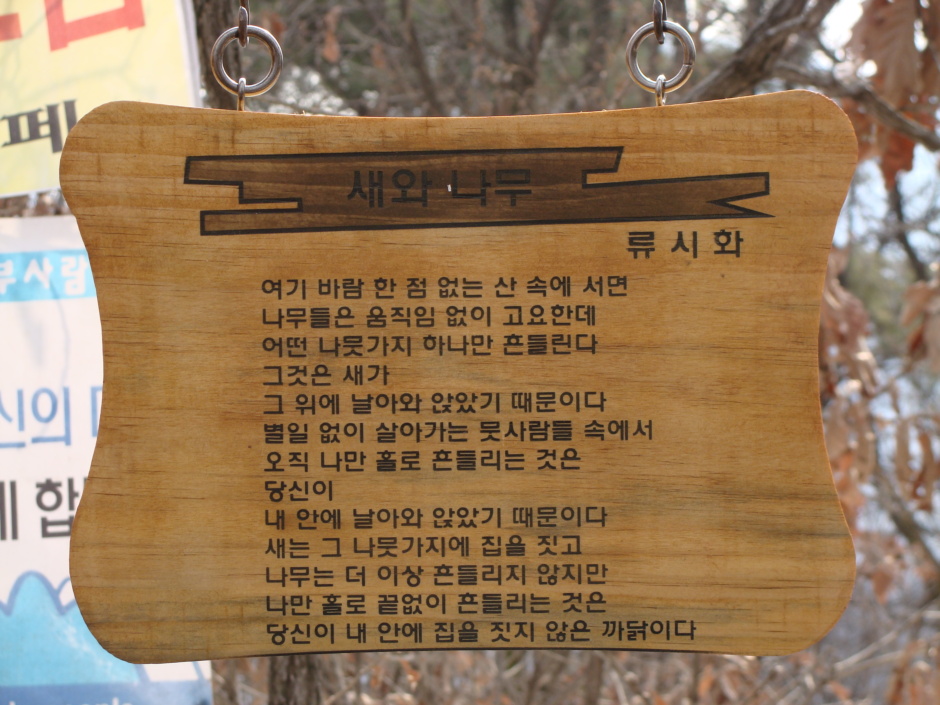 페
부사람
신의
합
새와 나무
류시화
여기 바람 한 점 없는 산 속에 서면
나무들은 움직임 없이 고요한데
어떤 나뭇가지 하나만 흔들린다
그것은 새가
그 위에 날아와 앉았기 때문이다
별일 없이 살아가는 뭇사람들 속에서
오직 나만 홀로 흔들리는 것은
당신이
내 안에 날아와 앉았기 때문이다
새는 그 나뭇가지에 집을 짓고
나무는 더 이상 흔들리지 않지만
나만 홀로 끝없이 흔들리는 것은
당신이 내 안에 집을 짓지 않은 까닭이다